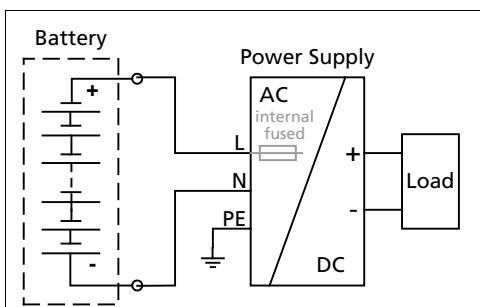 Battery
Power Supply
+
AC
internal
fused
L
N
PE
+
-
Load
-
DC